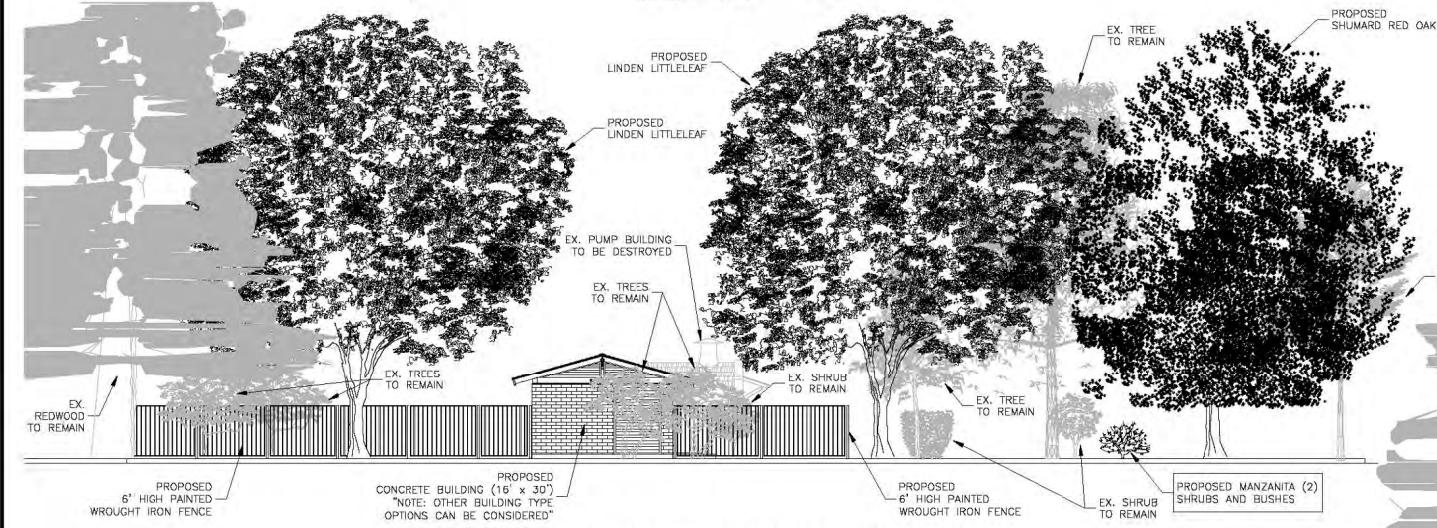 PROPOSED
SHUMARD RED OAK
EX. TREE
TO REMAIN
PROPOSED
LINDEN LITTLELEAF
PROPOSED
LINDEN LITTLELEAF
EX. PUMP BUILDING
TO BE DESTROYED
EX. TREES
TO REMAIN
EX. TREES
TO REMAIN
EX. SHRUB
TO REMAIN
EX. TREE
TO REMAIN
EX.
REDWOOD
TO REMAIN
PROPOSED
6' HIGH PAINTED
WROUGHT IRON FENCE
PROPOSED
CONCRETE BUILDING (16' x 30')
"NOTE: OTHER BUILDING TYPE
OPTIONS CAN BE CONSIDERED"
PROPOSED
6' HIGH PAINTED
WROUGHT IRON FENCE
EX. SHRUB
TO REMAIN
PROPOSED MANZANITA (2)
SHRUBS AND BUSHES